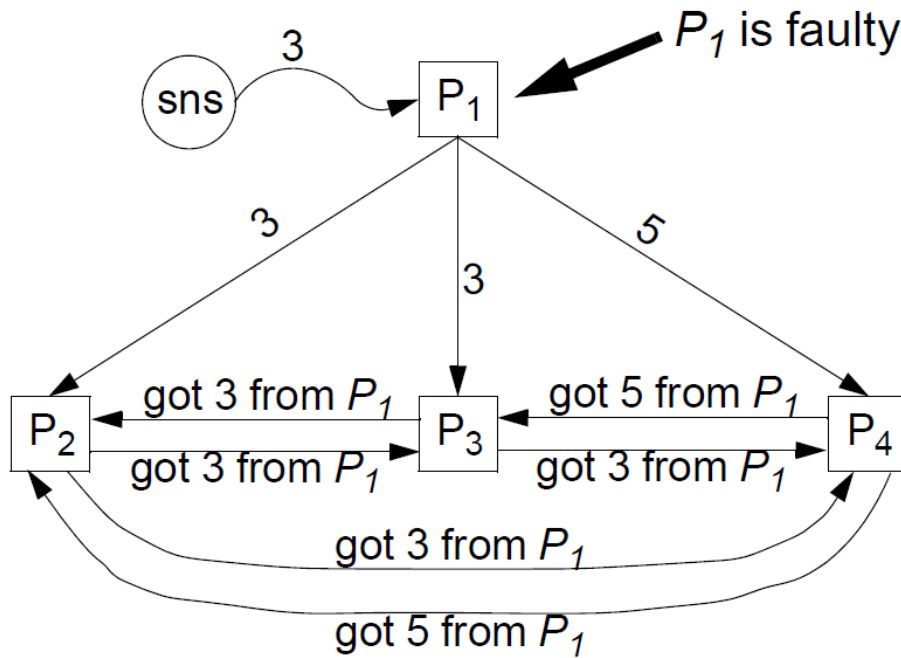 3
P1 is faulty
sns
P1
3
3
5
got 3 from P1
got 5 from P1
P2
P3
P4
got 3 from P1
got 3 from P1
got 3 from P1
got 5 from P1